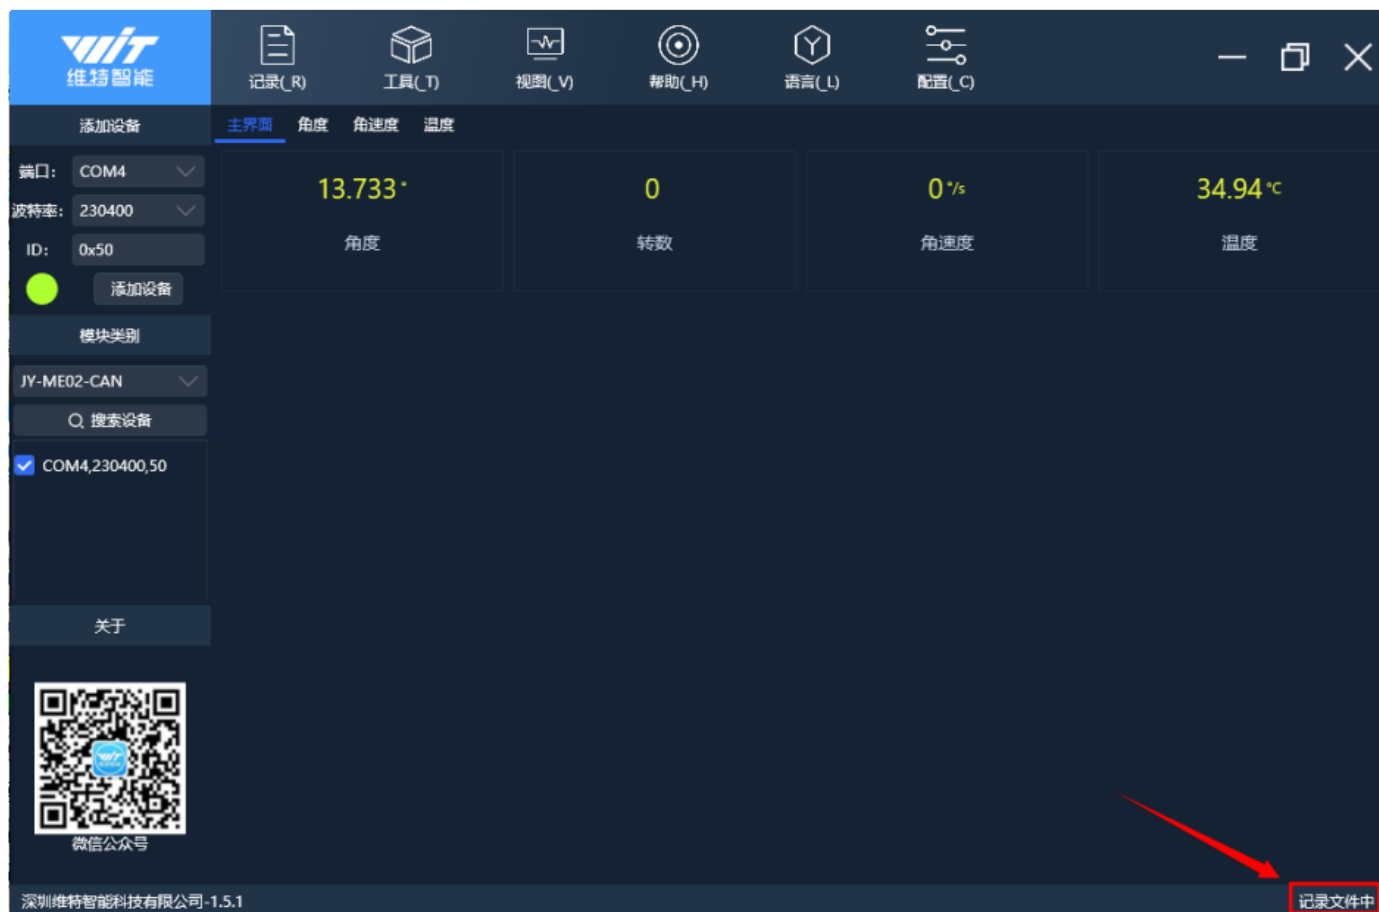 WIT
维特智能
记录(_R)
工具(_T)
视图(_V)
帮助(_H)
语言(_L)
配置(_C)
添加设备
主界面 角度 角速度 温度
端口: COM4
波特率: 230400
ID: 0x50
添加设备
13.733°
角度
0
转数
0°/s
角速度
34.94℃
温度
模块类别
JY-ME02-CAN
搜索设备
COM4,230400,50
关于
WIT
微信公众号
深圳维特智能科技有限公司-1.5.1
记录文件中